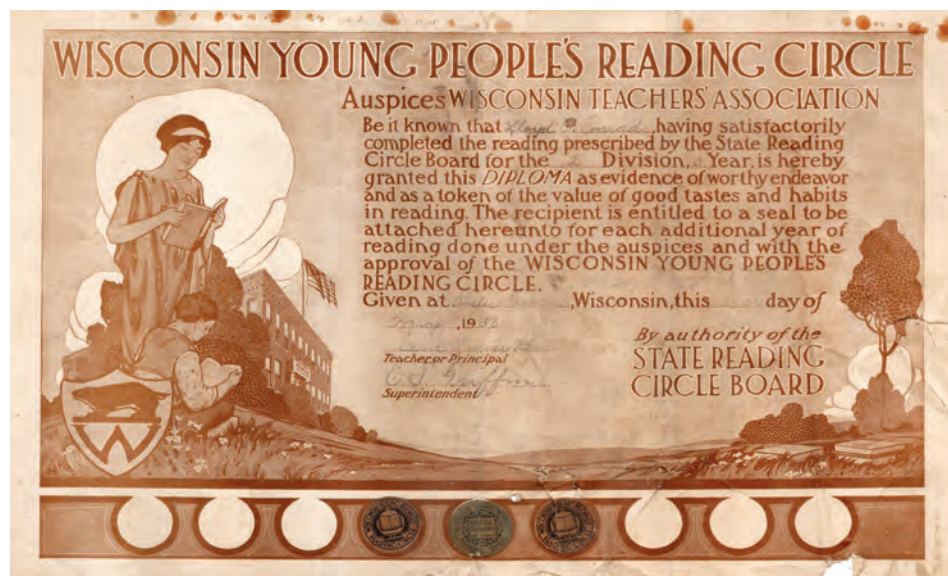 WISCONSIN YOUNG PEOPLE'S READING CIRCLE
Auspices WISCONSIN TEACHERS' ASSOCIATION
Be it known that Lloyd C. Conrad, having satisfactorily
completed the reading prescribed by the State Reading
Circle Board for the Division, Year, is hereby
granted this DIPLOMA as evidence of worthy endeavor
and as a token of the value of good tastes and habits
in reading. The recipient is entitled to a seal to be
attached hereunto for each additional year of
reading done under the auspices and with the
approval of the WISCONSIN YOUNG PEOPLE'S
READING CIRCLE.
Given at , Wisconsin, this day of
, 19
Teacher or Principal
Superintendent
By authority of the
STATE READING
CIRCLE BOARD
W